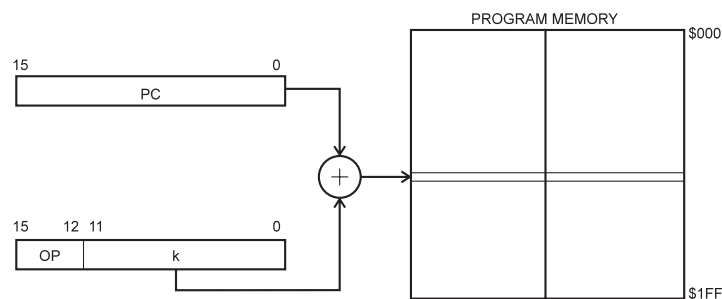 PROGRAM MEMORY
$000
15 0
PC
+
15 12 11 0
OP k
$1FF